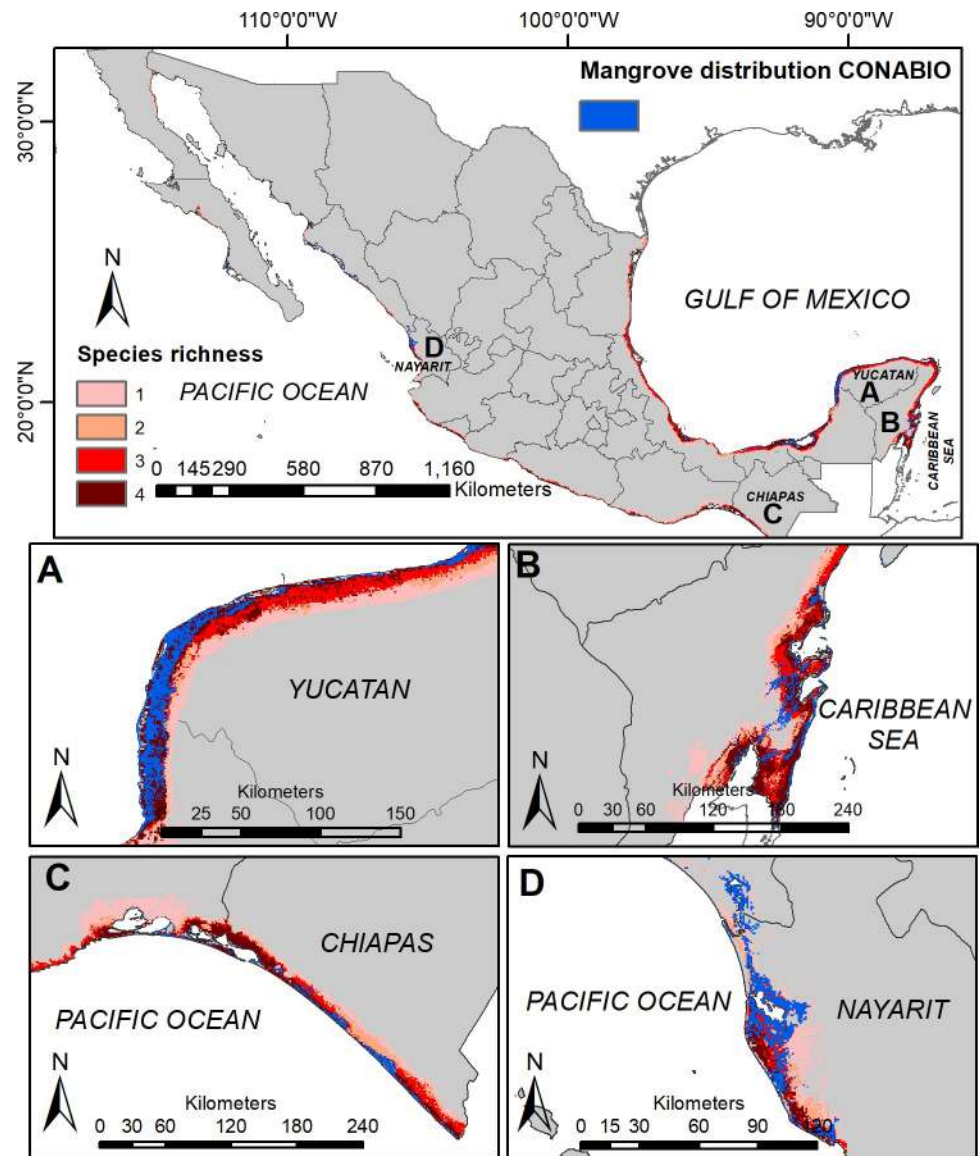 110°0'0"W 100°0'0"W 90°0'0"W
30°0'0"N
20°0'0"N
Mangrove distribution CONABIO
N
GULF OF MEXICO
D
NAYARIT
Species richness
1
2
3
4
PACIFIC OCEAN
YUCATAN
A
B
CARIBBEAN
SEA
CHIAPAS
C
0 145 290 580 870 1,160
Kilometers
A
YUCATAN
N
Kilometers
25 50 100 150
B
CARIBBEAN
SEA
N
Kilometers
0 30 60 120 180 240
C
CHIAPAS
PACIFIC OCEAN
N
Kilometers
0 30 60 120 180 240
D
PACIFIC OCEAN
NAYARIT
N
Kilometers
0 15 30 60 90 120